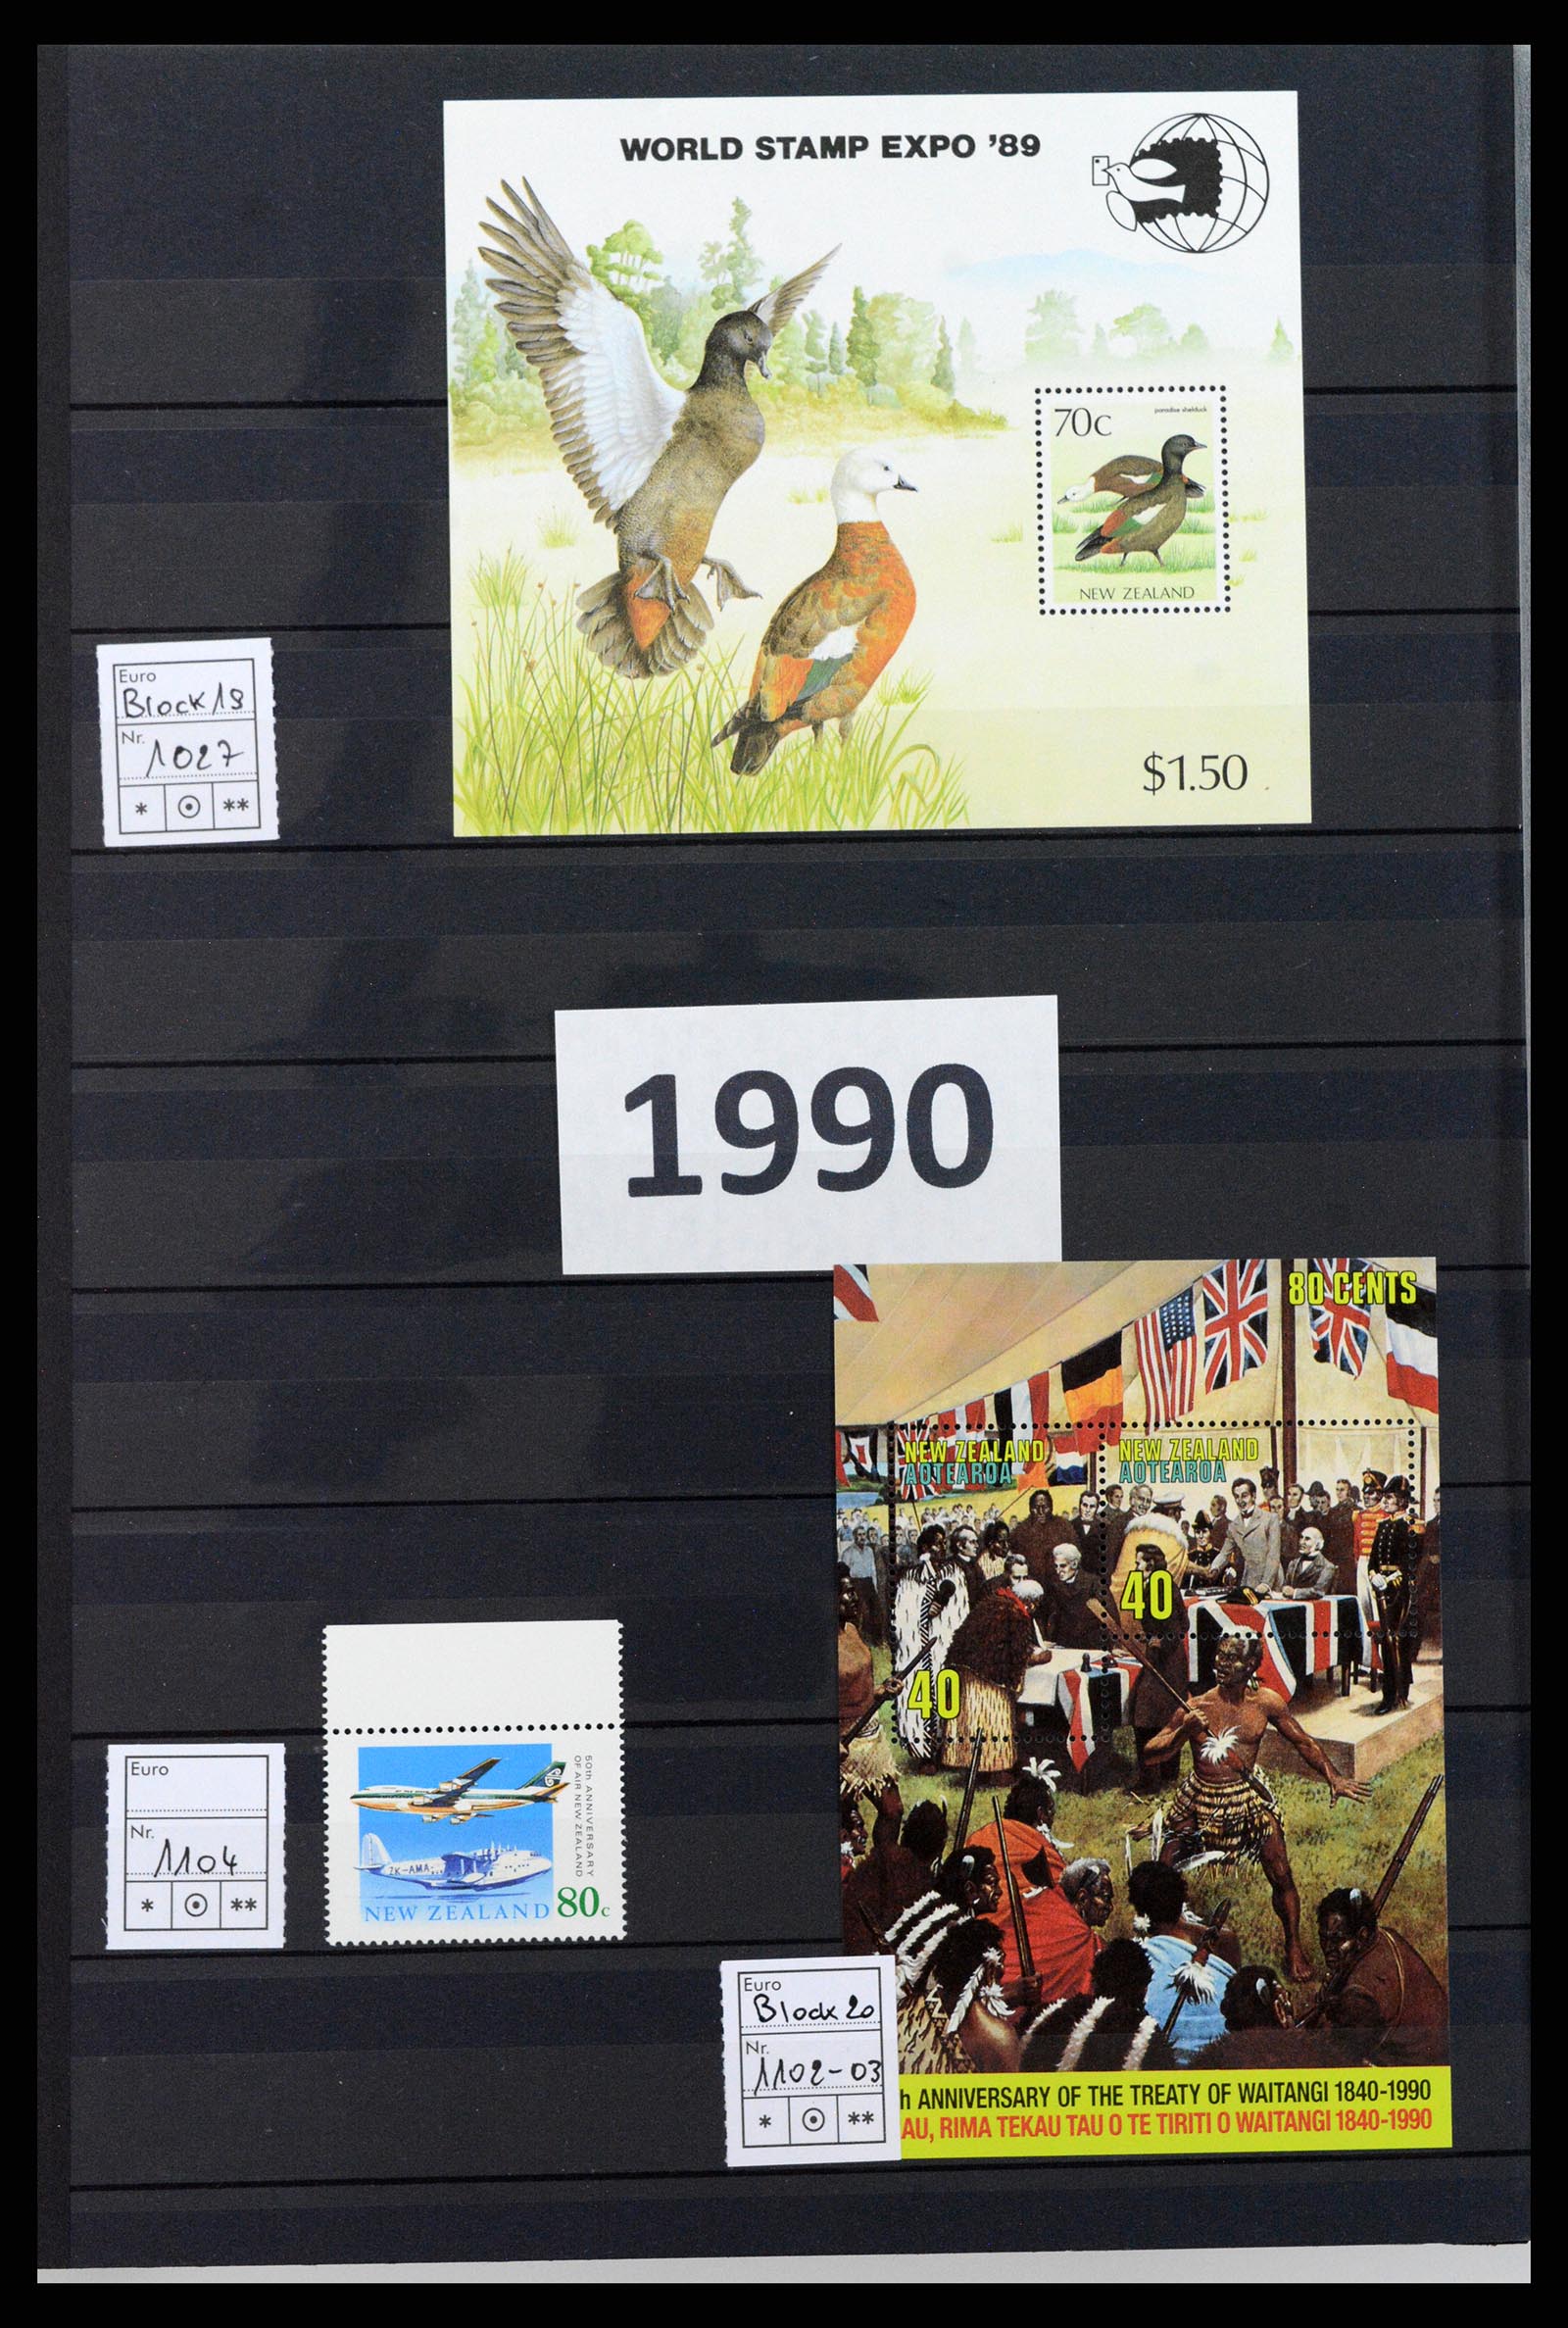 WORLD STAMP EXPO '89
70c
paradise shelduck
NEW ZEALAND
$1.50
Euro
Block 19
Nr.
1027
* ⊙ **
1990
80 CENTS
NEW ZEALAND
AOTEAROA
NEW ZEALAND
AOTEAROA
40
40
50th ANNIVERSARY
OF AIR NEW ZEALAND
ZK-AMA
NEW ZEALAND 80c
Euro
Nr.
1104
* ⊙ **
Euro
Block 20
Nr.
1102-03
* ⊙ **
h ANNIVERSARY OF THE TREATY OF WAITANGI 1840-1990
AU, RIMA TEKAU TAU O TE TIRITI O WAITANGI 1840-1990